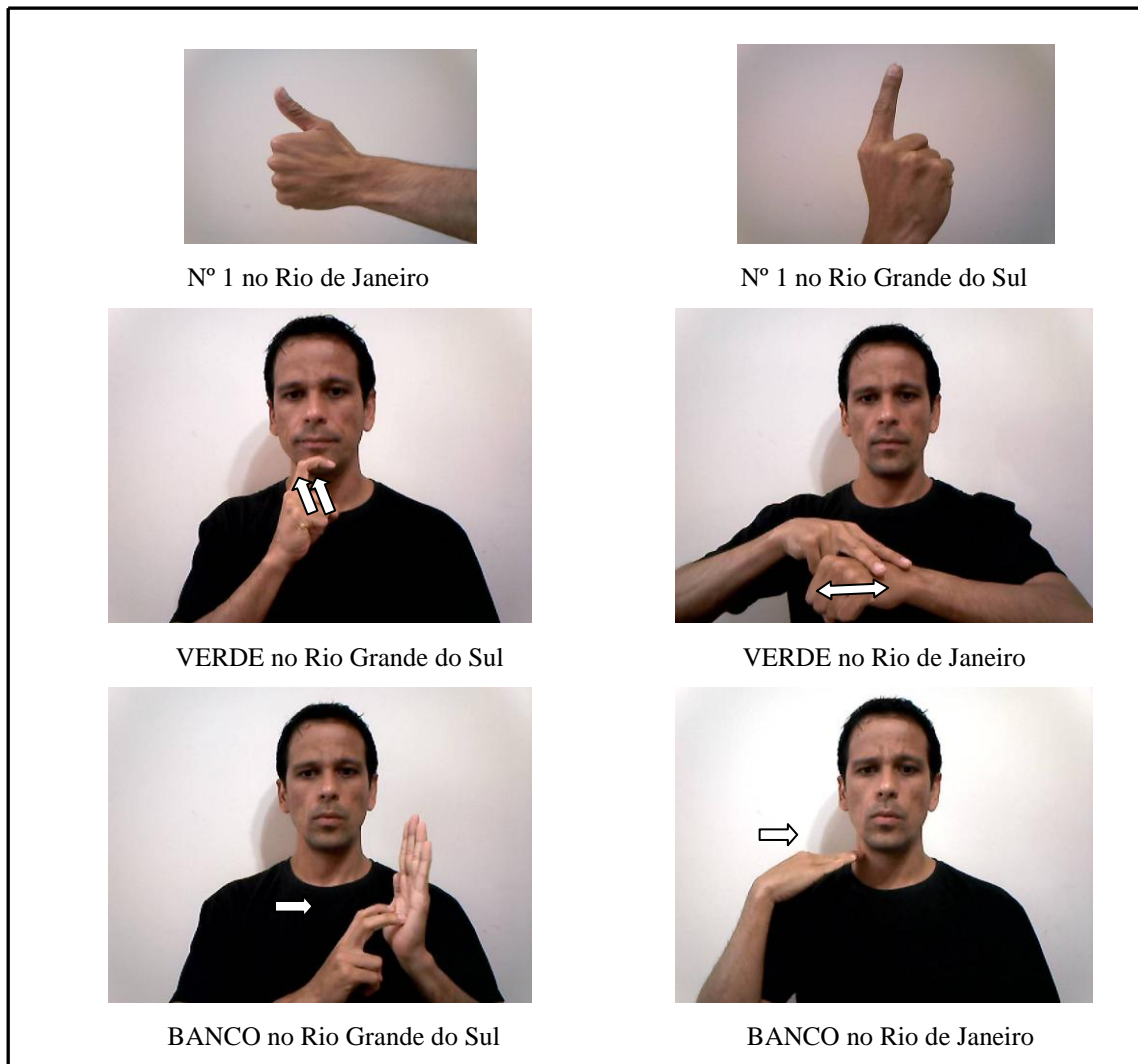 Nº 1 no Rio de Janeiro
Nº 1 no Rio Grande do Sul
VERDE no Rio Grande do Sul
VERDE no Rio de Janeiro
BANCO no Rio Grande do Sul
BANCO no Rio de Janeiro